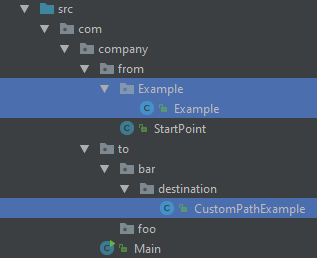 src
com
company
from
Example
Example
StartPoint
to
bar
destination
CustomPathExample
foo
Main